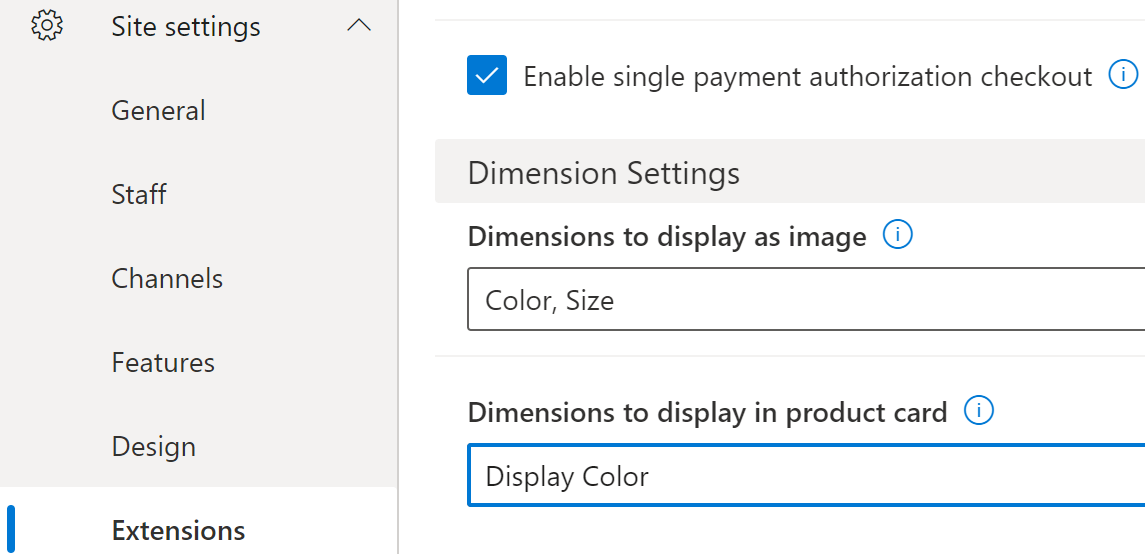 Site settings
General
Staff
Channels
Features
Design
Extensions
Enable single payment authorization checkout
Dimension Settings
Dimensions to display as image
Color, Size
Dimensions to display in product card
Display Color